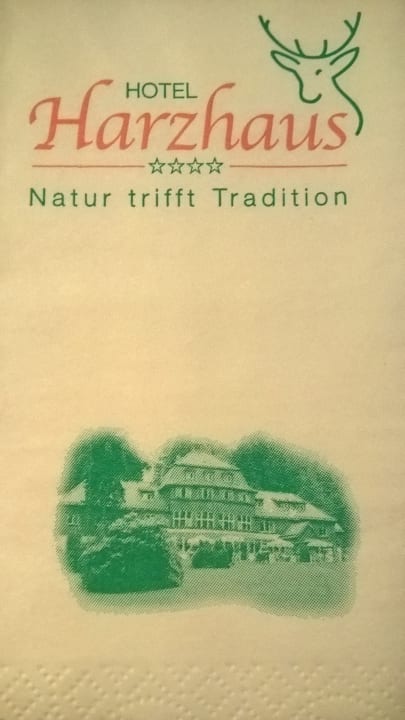 HOTEL
Harzhaus
☆☆☆☆
Natur trifft Tradition